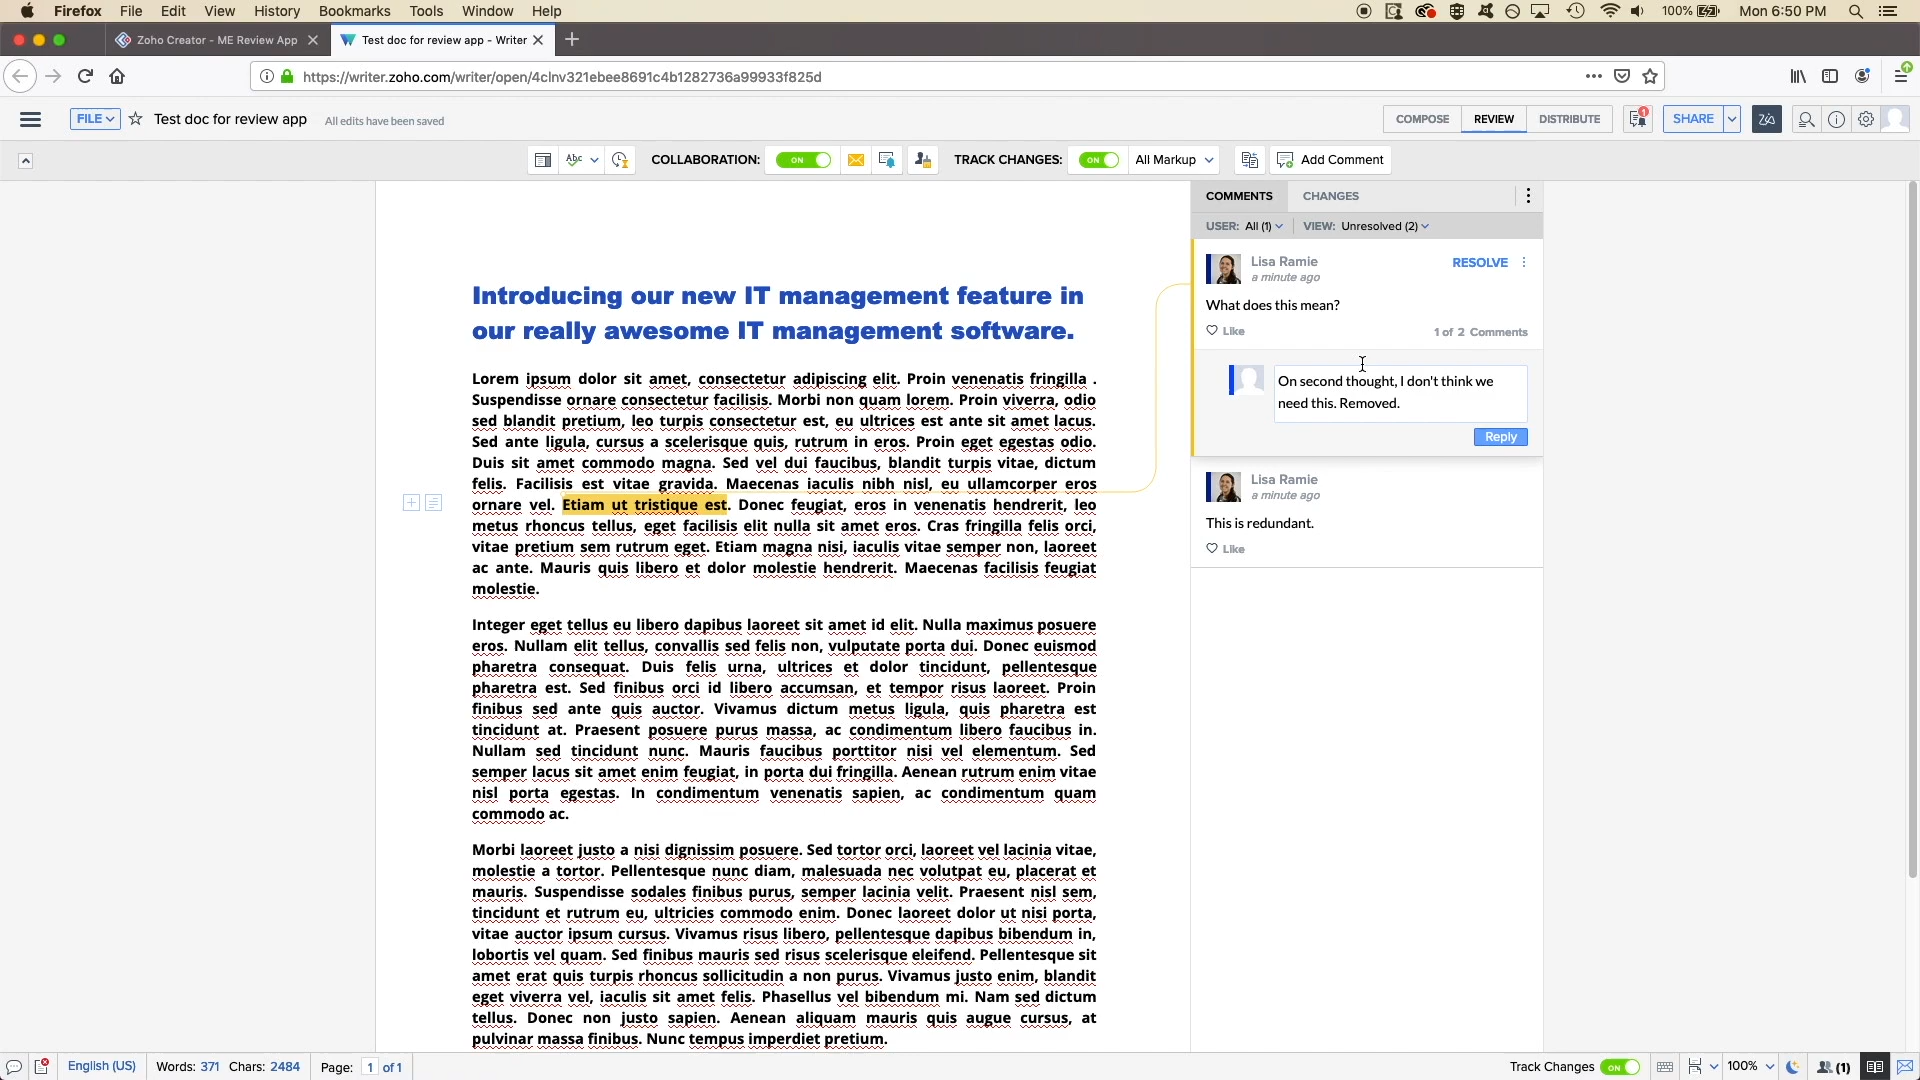 Firefox File Edit View History Bookmarks Tools Window Help 100% Mon 6:50 PM
Zoho Creator - ME Review App Test doc for review app - Writer
https://writer.zoho.com/writer/open/4clnv321ebee8691c4b1282736a99933f825d
FILE Test doc for review app All edits have been saved COMPOSE REVIEW DISTRIBUTE 1 SHARE
Abc COLLABORATION: ON TRACK CHANGES: ON All Markup Add Comment
COMMENTS CHANGES
USER: All (1) VIEW: Unresolved (2)
Lisa Ramie RESOLVE
a minute ago
What does this mean?
Like 1 of 2 Comments
On second thought, I don't think we
need this. Removed.
Reply
Lisa Ramie
a minute ago
This is redundant.
Like
Introducing our new IT management feature in
our really awesome IT management software.
Lorem ipsum dolor sit amet, consectetur adipiscing elit. Proin venenatis fringilla .
Suspendisse ornare consectetur facilisis. Morbi non quam lorem. Proin viverra, odio
sed blandit pretium, leo turpis consectetur est, eu ultrices est ante sit amet lacus.
Sed ante ligula, cursus a scelerisque quis, rutrum in eros. Proin eget egestas odio.
Duis sit amet commodo magna. Sed vel dui faucibus, blandit turpis vitae, dictum
felis. Facilisis est vitae gravida. Maecenas iaculis nibh nisl, eu ullamcorper eros
ornare vel. Etiam ut tristique est. Donec feugiat, eros in venenatis hendrerit, leo
metus rhoncus tellus, eget facilisis elit nulla sit amet eros. Cras fringilla felis orci,
vitae pretium sem rutrum eget. Etiam magna nisi, iaculis vitae semper non, laoreet
ac ante. Mauris quis libero et dolor molestie hendrerit. Maecenas facilisis feugiat
molestie.
Integer eget tellus eu libero dapibus laoreet sit amet id elit. Nulla maximus posuere
eros. Nullam elit tellus, convallis sed felis non, vulputate porta dui. Donec euismod
pharetra consequat. Duis felis urna, ultrices et dolor tincidunt, pellentesque
pharetra est. Sed finibus orci id libero accumsan, et tempor risus laoreet. Proin
finibus sed ante quis auctor. Vivamus dictum metus ligula, quis pharetra est
tincidunt at. Praesent posuere purus massa, ac condimentum libero faucibus in.
Nullam sed tincidunt nunc. Mauris faucibus porttitor nisi vel elementum. Sed
semper lacus sit amet enim feugiat, in porta dui fringilla. Aenean rutrum enim vitae
nisl porta egestas. In condimentum venenatis sapien, ac condimentum quam
commodo ac.
Morbi laoreet justo a nisi dignissim posuere. Sed tortor orci, laoreet vel lacinia vitae,
molestie a tortor. Pellentesque nunc diam, malesuada nec volutpat eu, placerat et
mauris. Suspendisse sodales finibus purus, semper lacinia velit. Praesent nisl sem,
tincidunt et rutrum eu, ultricies commodo enim. Donec laoreet dolor ut nisi porta,
vitae auctor ipsum cursus. Vivamus risus libero, pellentesque dapibus bibendum in,
lobortis vel quam. Sed finibus mauris sed risus scelerisque eleifend. Pellentesque sit
amet erat quis turpis rhoncus sollicitudin a non purus. Vivamus justo enim, blandit
eget viverra vel, iaculis sit amet felis. Phasellus vel bibendum mi. Nam sed dictum
tellus. Donec non justo sapien. Aenean aliquam mauris quis augue cursus, at
pulvinar massa finibus. Nunc tempus imperdiet pretium.
English (US) Words: 371 Chars: 2484 Page: 1 of 1 Track Changes ON 100% (1)